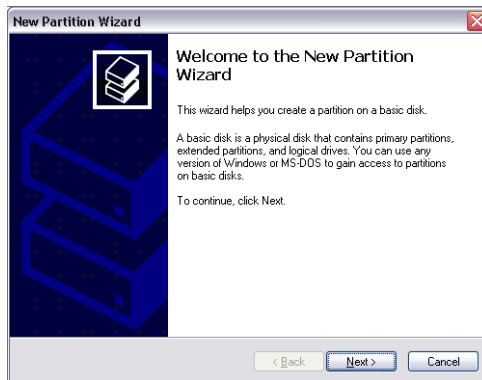 New Partition Wizard
Welcome to the New Partition
Wizard
This wizard helps you create a partition on a basic disk.
A basic disk is a physical disk that contains primary partitions,
extended partitions, and logical drives. You can use any
version of Windows or MS-DOS to gain access to partitions
on basic disks.
To continue, click Next.
< Back Next > Cancel